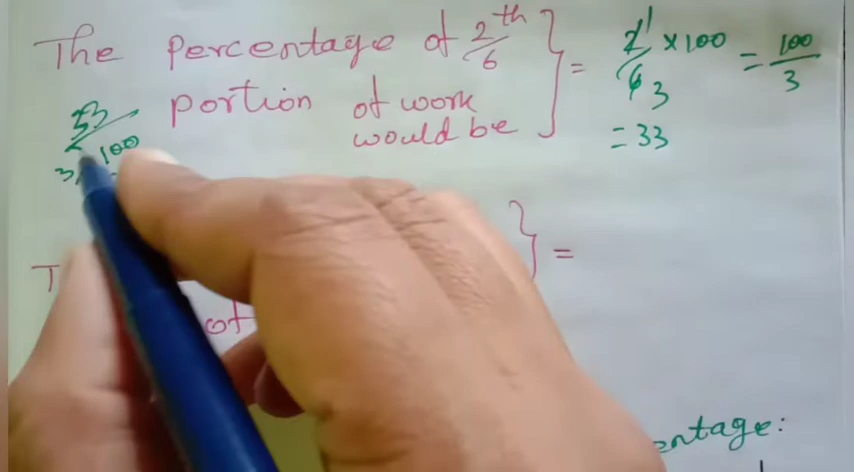 The Percentage of 2/6 th } = 2/6 × 100 = 100/3
portion of work
would be = 33
33
3) 100
T } =
of
entage: